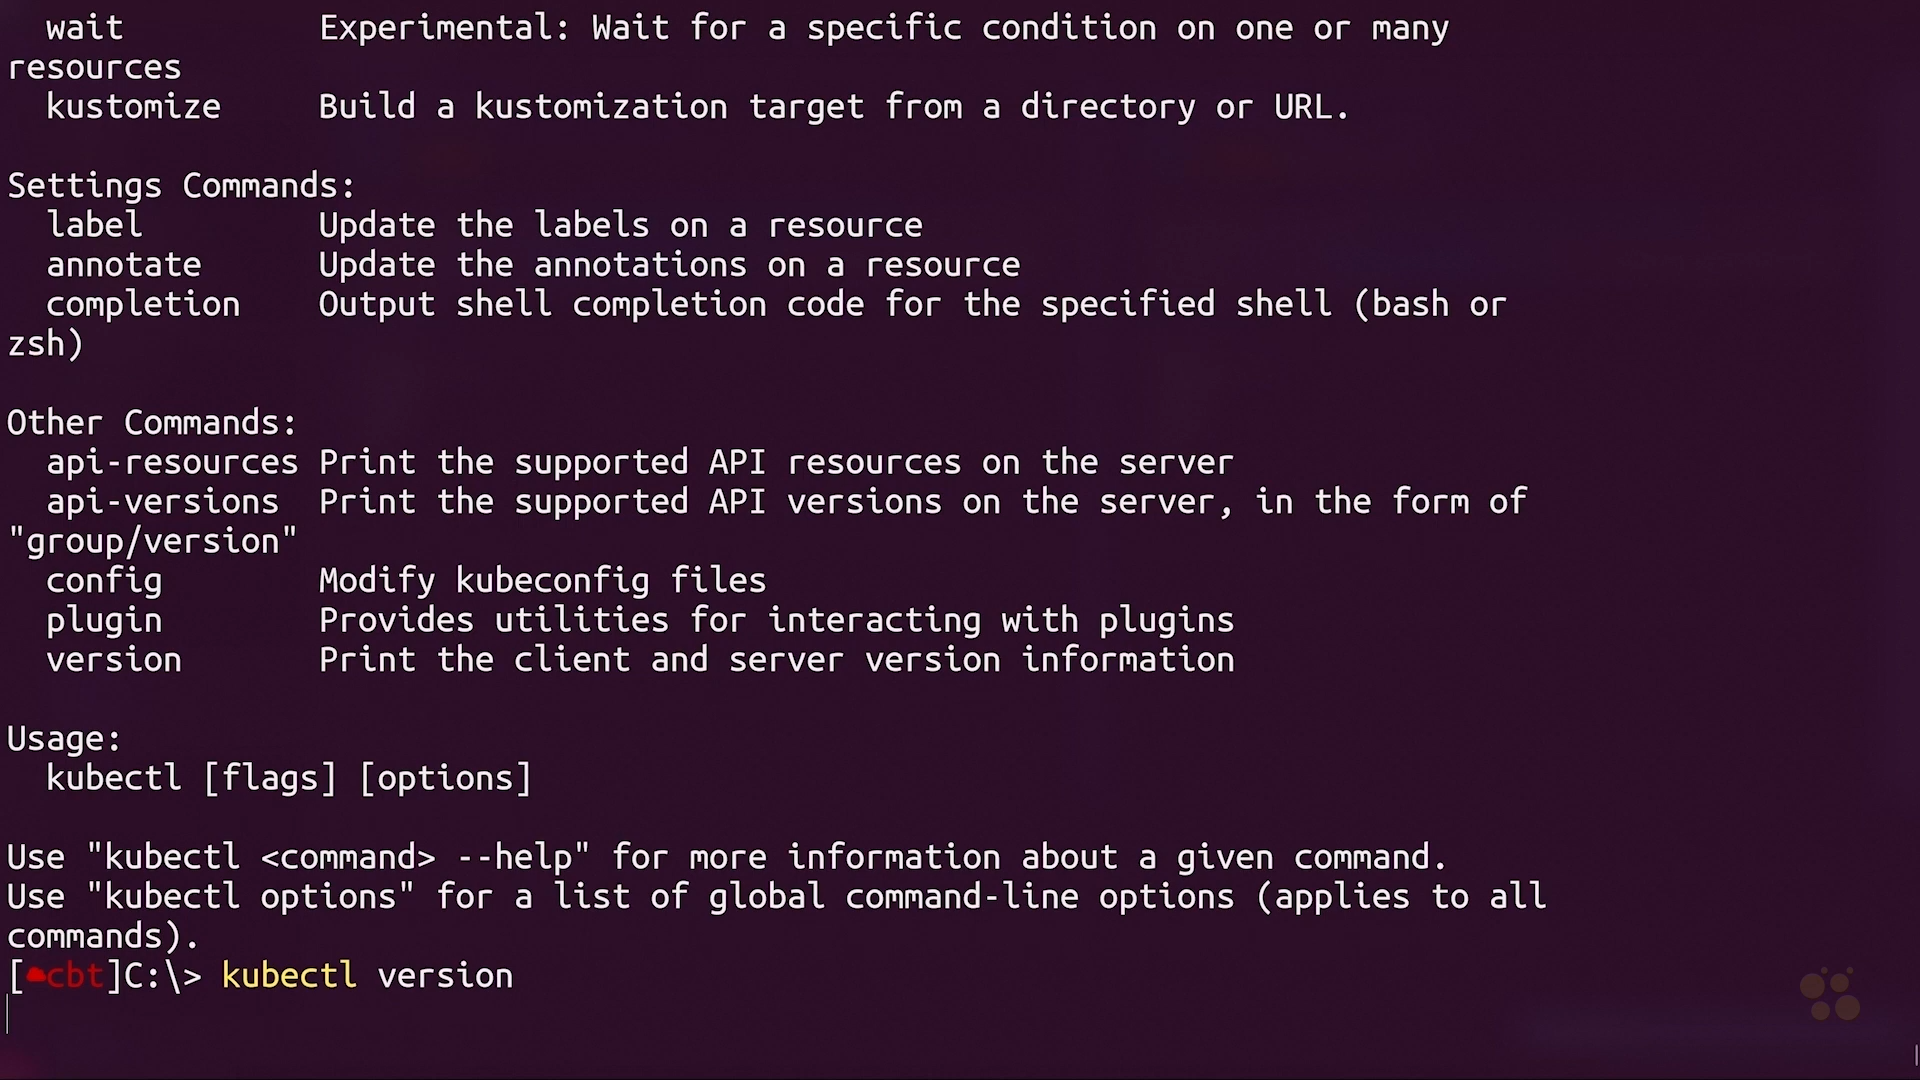 wait Experimental: Wait for a specific condition on one or many
resources
kustomize Build a kustomization target from a directory or URL.
Settings Commands:
label Update the labels on a resource
annotate Update the annotations on a resource
completion Output shell completion code for the specified shell (bash or
zsh)
Other Commands:
api-resources Print the supported API resources on the server
api-versions Print the supported API versions on the server, in the form of
"group/version"
config Modify kubeconfig files
plugin Provides utilities for interacting with plugins
version Print the client and server version information
Usage:
kubectl [flags] [options]
Use "kubectl <command> --help" for more information about a given command.
Use "kubectl options" for a list of global command-line options (applies to all
commands).
[☁cbt]C:\> kubectl version